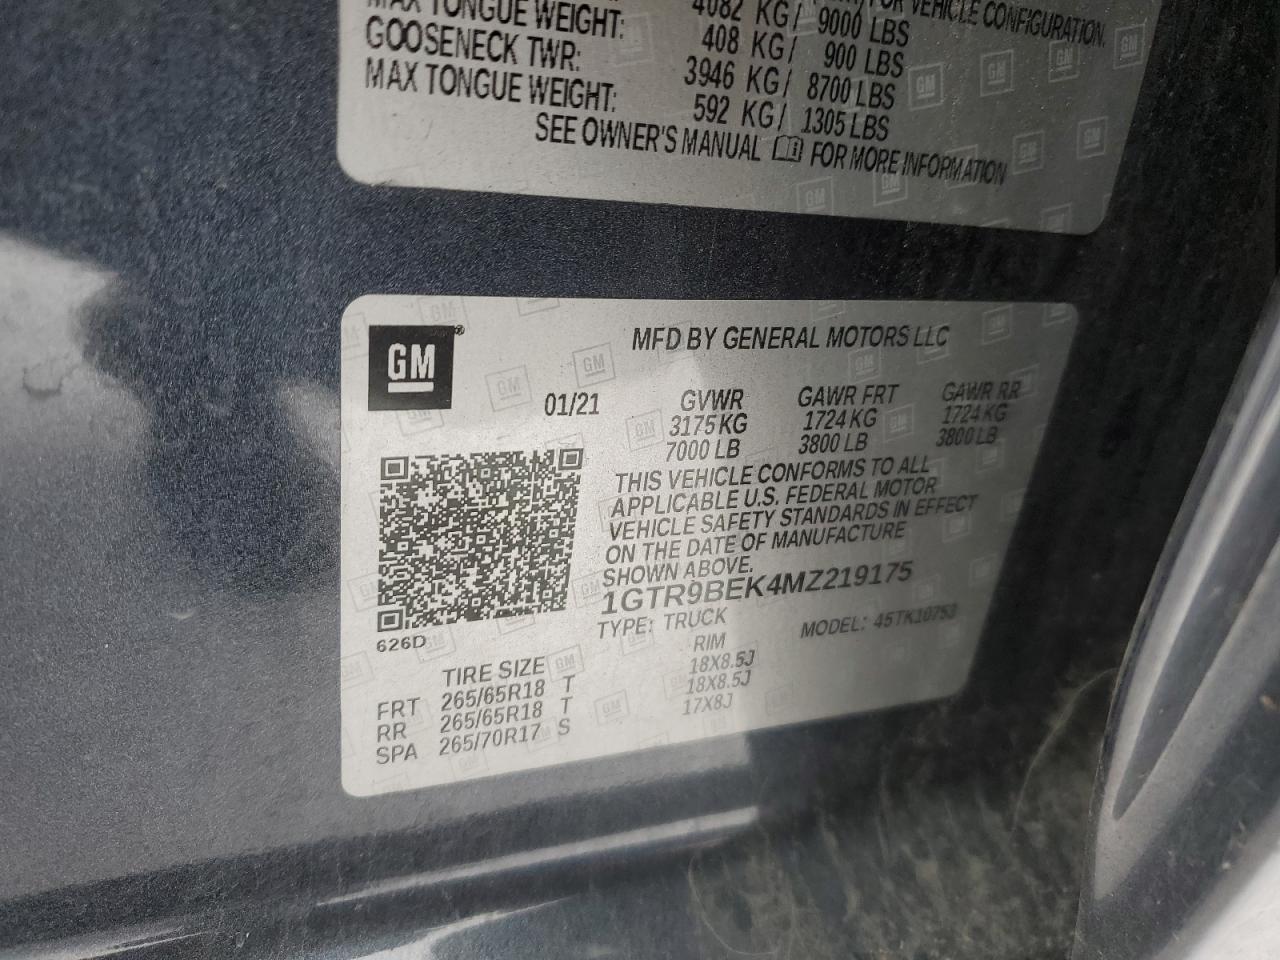 FOR VEHICLE CONFIGURATION.
4082 KG/ 9000 LBS
MAX TONGUE WEIGHT: 408 KG/ 900 LBS
GOOSENECK TWR: 3946 KG/ 8700 LBS
MAX TONGUE WEIGHT: 592 KG/ 1305 LBS
SEE OWNER'S MANUAL FOR MORE INFORMATION
GM®
MFD BY GENERAL MOTORS LLC
01/21 GVWR GAWR FRT GAWR RR
3175 KG 1724 KG 1724 KG
7000 LB 3800 LB 3800 LB
THIS VEHICLE CONFORMS TO ALL
APPLICABLE U.S. FEDERAL MOTOR
VEHICLE SAFETY STANDARDS IN EFFECT
ON THE DATE OF MANUFACTURE
SHOWN ABOVE.
1GTR9BEK4MZ219175
TYPE: TRUCK MODEL: 45TK10753
626D
TIRE SIZE RIM
FRT 265/65R18 T 18X8.5J
RR 265/65R18 T 18X8.5J
SPA 265/70R17 S 17X8J